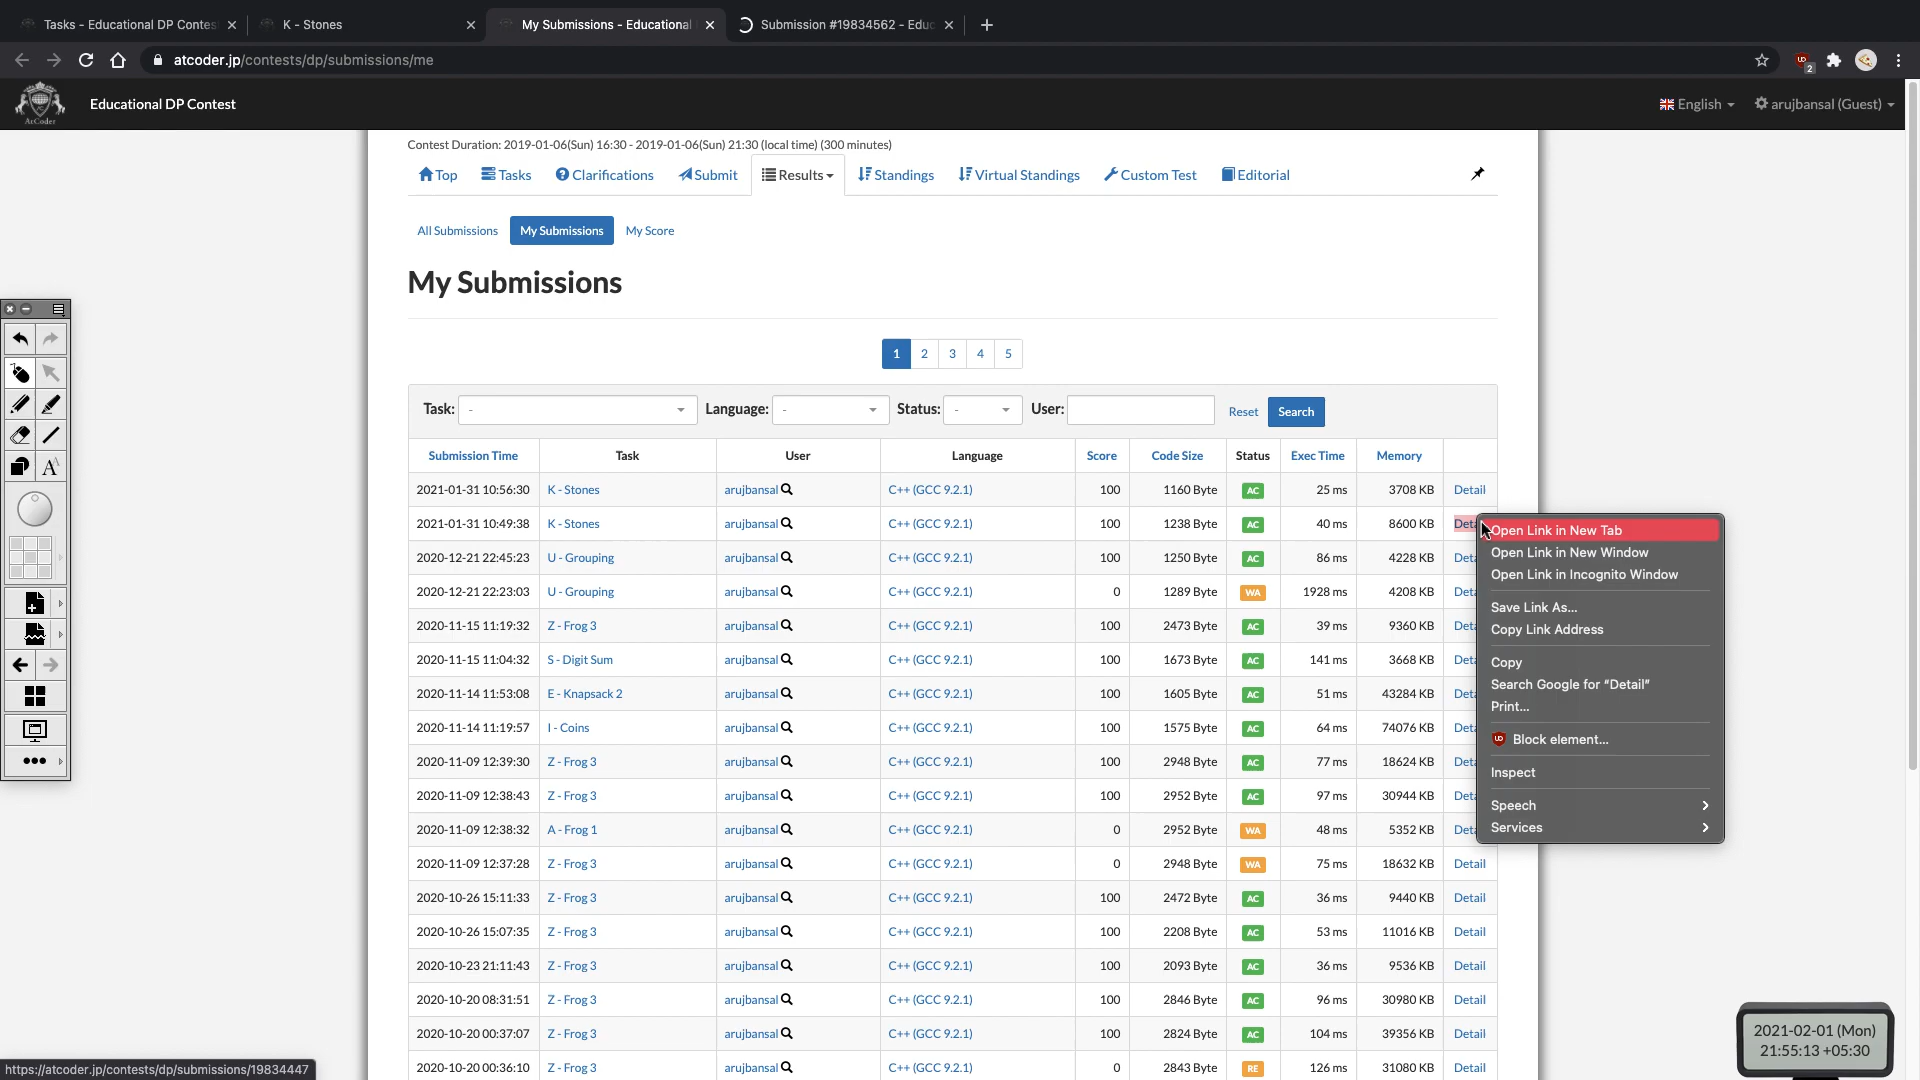 Tasks - Educational DP Contes
K - Stones
My Submissions - Educational
Submission #19834562 - Educ
atcoder.jp/contests/dp/submissions/me
2
AtCoder
Educational DP Contest
English
arujbansal (Guest)
Contest Duration: 2019-01-06(Sun) 16:30 - 2019-01-06(Sun) 21:30 (local time) (300 minutes)
Top Tasks Clarifications Submit Results Standings Virtual Standings Custom Test Editorial
All Submissions My Submissions My Score
My Submissions
1 2 3 4 5
Task: - Language: - Status: - User: Reset Search
Submission Time Task User Language Score Code Size Status Exec Time Memory
2021-01-31 10:56:30 K - Stones arujbansal C++ (GCC 9.2.1) 100 1160 Byte AC 25 ms 3708 KB Detail
2021-01-31 10:49:38 K - Stones arujbansal C++ (GCC 9.2.1) 100 1238 Byte AC 40 ms 8600 KB Deta
2020-12-21 22:45:23 U - Grouping arujbansal C++ (GCC 9.2.1) 100 1250 Byte AC 86 ms 4228 KB Deta
2020-12-21 22:23:03 U - Grouping arujbansal C++ (GCC 9.2.1) 0 1289 Byte WA 1928 ms 4208 KB Deta
2020-11-15 11:19:32 Z - Frog 3 arujbansal C++ (GCC 9.2.1) 100 2473 Byte AC 39 ms 9360 KB Deta
2020-11-15 11:04:32 S - Digit Sum arujbansal C++ (GCC 9.2.1) 100 1673 Byte AC 141 ms 3668 KB Deta
2020-11-14 11:53:08 E - Knapsack 2 arujbansal C++ (GCC 9.2.1) 100 1605 Byte AC 51 ms 43284 KB Deta
2020-11-14 11:19:57 I - Coins arujbansal C++ (GCC 9.2.1) 100 1575 Byte AC 64 ms 74076 KB Deta
2020-11-09 12:39:30 Z - Frog 3 arujbansal C++ (GCC 9.2.1) 100 2948 Byte AC 77 ms 18624 KB Deta
2020-11-09 12:38:43 Z - Frog 3 arujbansal C++ (GCC 9.2.1) 100 2952 Byte AC 97 ms 30944 KB Deta
2020-11-09 12:38:32 A - Frog 1 arujbansal C++ (GCC 9.2.1) 0 2952 Byte WA 48 ms 5352 KB Deta
2020-11-09 12:37:28 Z - Frog 3 arujbansal C++ (GCC 9.2.1) 0 2948 Byte WA 75 ms 18632 KB Detail
2020-10-26 15:11:33 Z - Frog 3 arujbansal C++ (GCC 9.2.1) 100 2472 Byte AC 36 ms 9440 KB Detail
2020-10-26 15:07:35 Z - Frog 3 arujbansal C++ (GCC 9.2.1) 100 2208 Byte AC 53 ms 11016 KB Detail
2020-10-23 21:11:43 Z - Frog 3 arujbansal C++ (GCC 9.2.1) 100 2093 Byte AC 36 ms 9536 KB Detail
2020-10-20 08:31:51 Z - Frog 3 arujbansal C++ (GCC 9.2.1) 100 2846 Byte AC 96 ms 30980 KB Detail
2020-10-20 00:37:07 Z - Frog 3 arujbansal C++ (GCC 9.2.1) 100 2824 Byte AC 104 ms 39356 KB Detail
2020-10-20 00:36:10 Z - Frog 3 arujbansal C++ (GCC 9.2.1) 0 2843 Byte RE 126 ms 31080 KB Detail
Open Link in New Tab
Open Link in New Window
Open Link in Incognito Window
Save Link As...
Copy Link Address
Copy
Search Google for “Detail”
Print...
Block element...
Inspect
Speech
Services
A
https://atcoder.jp/contests/dp/submissions/19834447
2021-02-01 (Mon)
21:55:13 +05:30